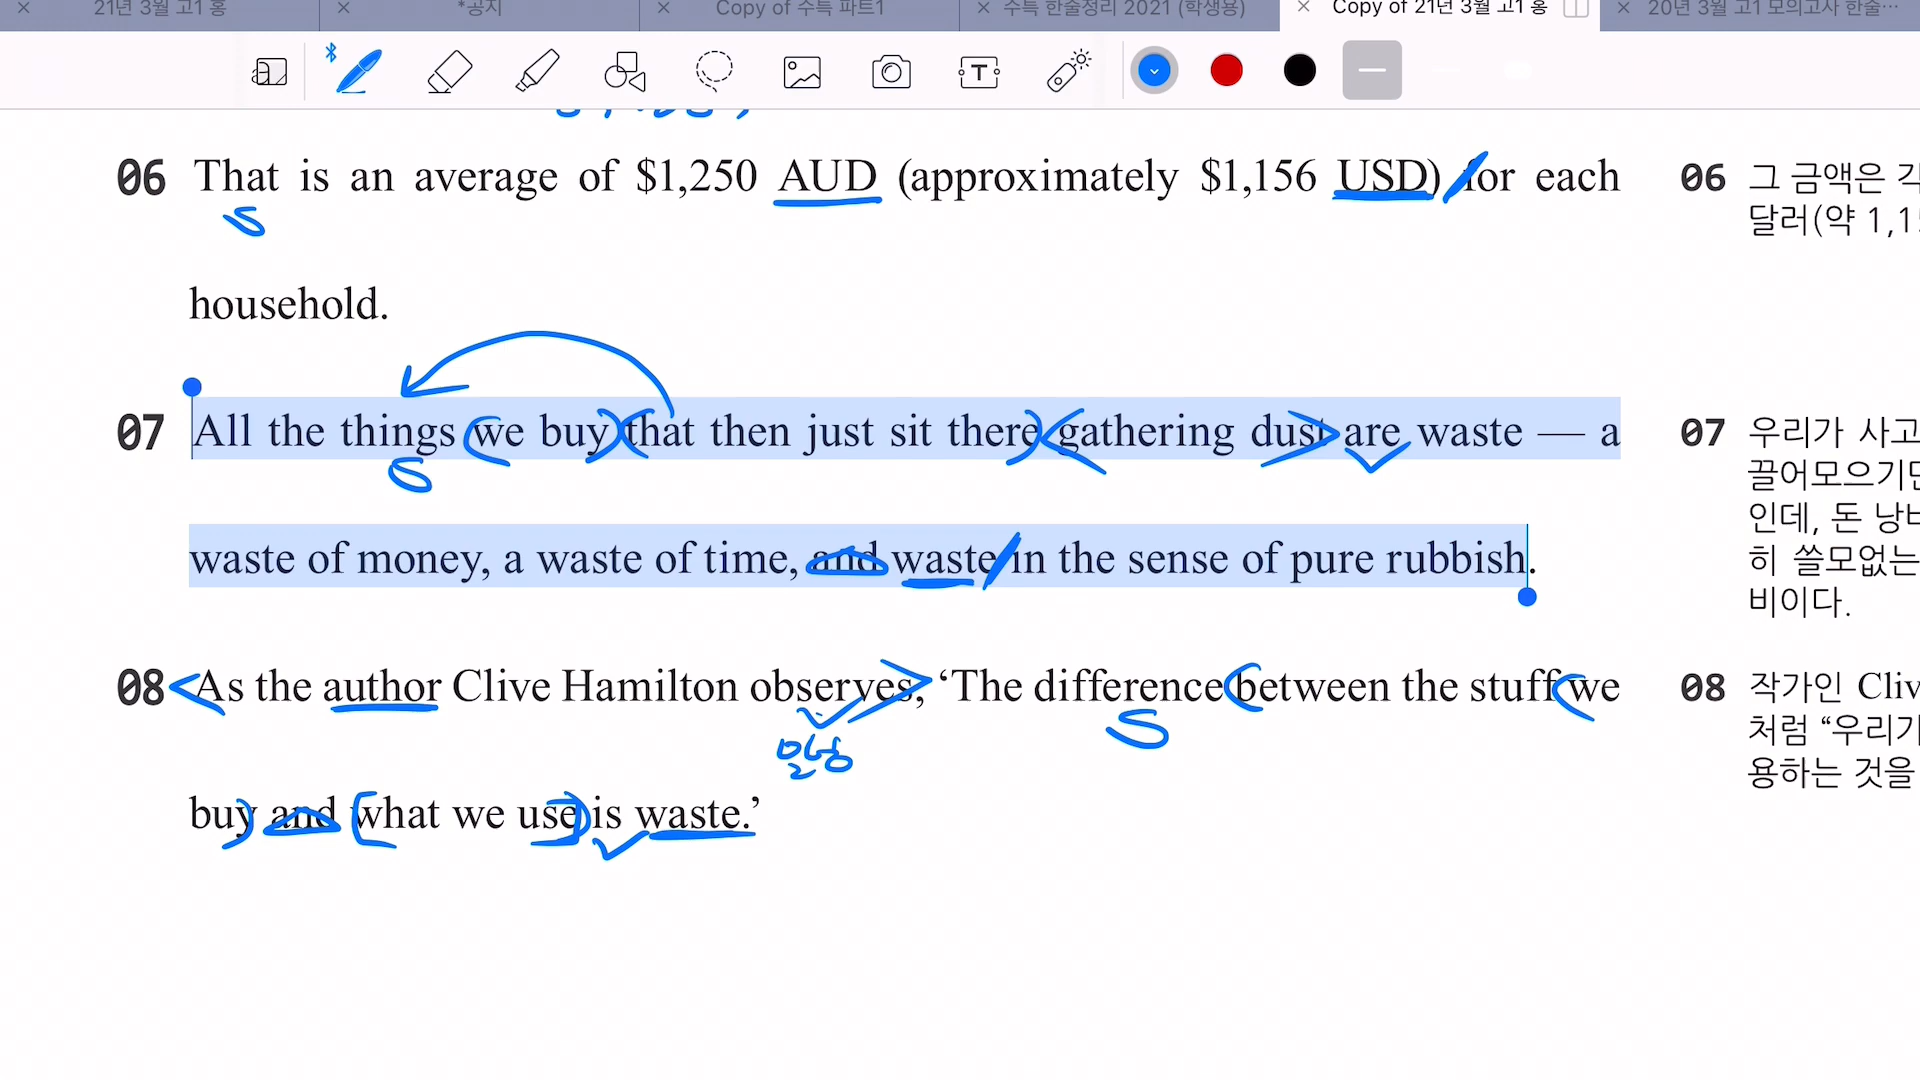 21년 3월 고1 홍
*공지
Copy of 수특 파트1
수특 한술정리 2021 (학생용)
Copy of 21년 3월 고1 홍
20년 3월 고1 모의고사 한술…
06 That is an average of $1,250 AUD (approximately $1,156 USD) for each
household.
07 All the things we buy that then just sit there gathering dust are waste — a
waste of money, a waste of time, and waste in the sense of pure rubbish.
08 As the author Clive Hamilton observes, ‘The difference between the stuff we
buy and what we use is waste.’
S
S
S
말닝
06 그 금액은 각
달러(약 1,15
07 우리가 사고
끌어모으기만
인데, 돈 낭비
히 쓸모없는
비이다.
08 작가인 Cliv
처럼 “우리가
용하는 것을